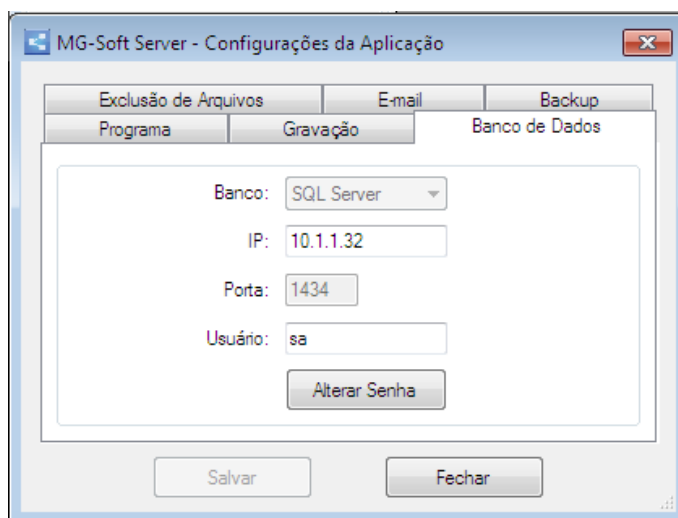 MG-Soft Server - Configurações da Aplicação
Exclusão de Arquivos E-mail Backup
Programa Gravação Banco de Dados
Banco: SQL Server
IP: 10.1.1.32
Porta: 1434
Usuário: sa
Alterar Senha
Salvar Fechar